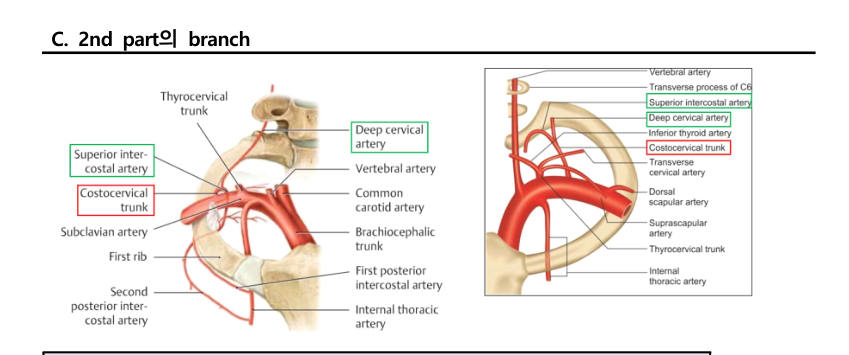 C. 2nd part의 branch
Thyrocervical
trunk
Deep cervical
artery
Superior inter-
costal artery
Vertebral artery
Costocervical
trunk
Common
carotid artery
Subclavian artery
Brachiocephalic
trunk
First rib
First posterior
intercostal artery
Second
posterior inter-
costal artery
Internal thoracic
artery
Vertebral artery
Transverse process of C6
Superior intercostal artery
Deep cervical artery
Inferior thyroid artery
Costocervical trunk
Transverse
cervical artery
Dorsal
scapular artery
Suprascapular
artery
Thyrocervical trunk
Internal
thoracic artery